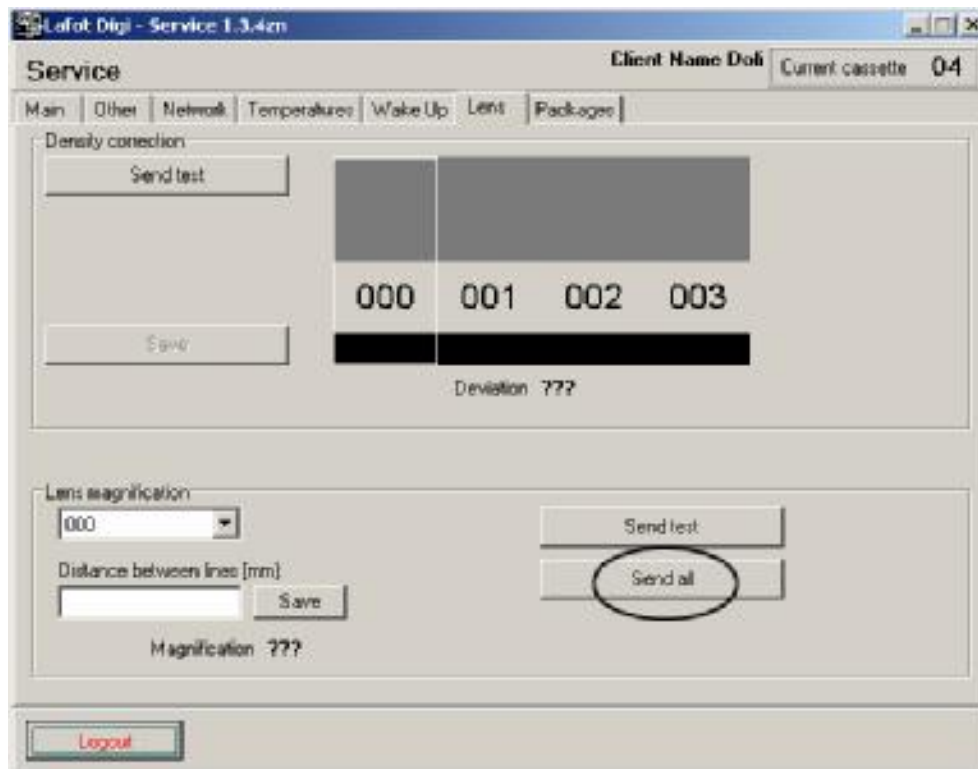 Lafot Digi - Service 1.3.4zn
Service
Client Name Doli
Current cassette 04
Main Other Network Temperatures Wake Up Lens Packages
Density correction
Send test
000 001 002 003
Save
Deviation ???
Lens magnification
000
Send test
Distance between lines [mm]
Send all
Save
Magnification ???
Logout